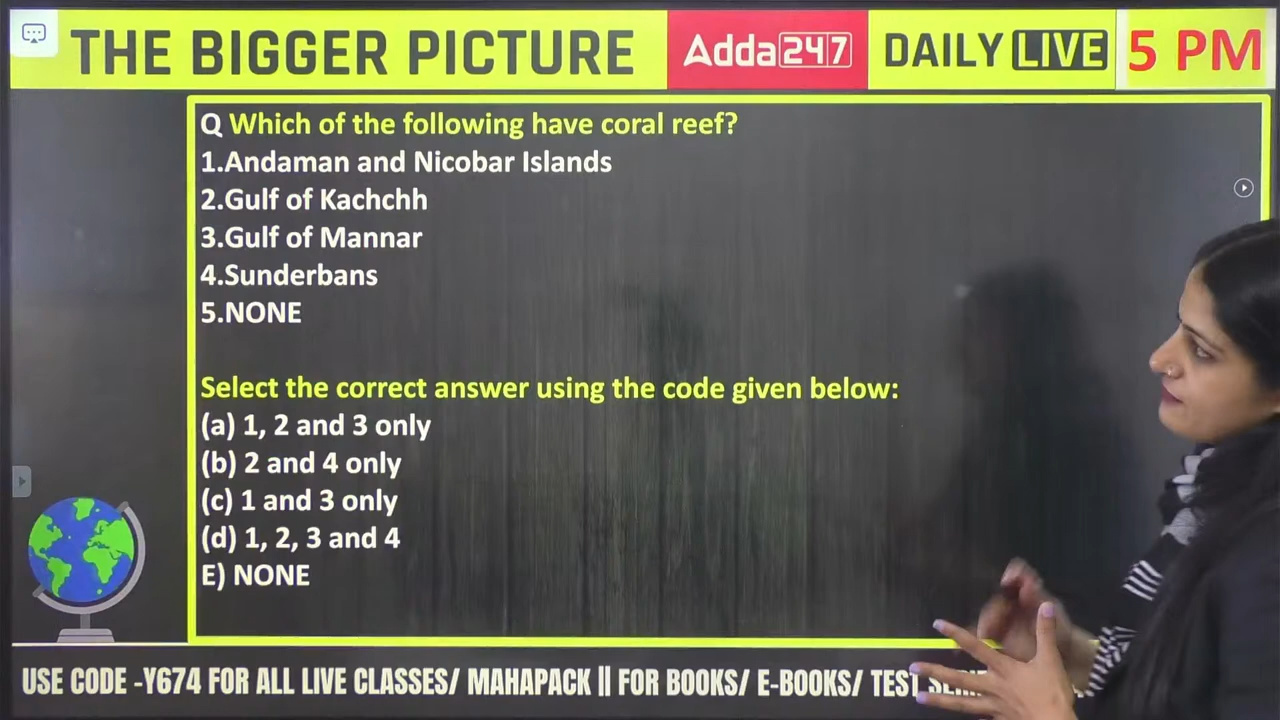 THE BIGGER PICTURE
Adda247
DAILY LIVE
5 PM
Q Which of the following have coral reef?
1.Andaman and Nicobar Islands
2.Gulf of Kachchh
3.Gulf of Mannar
4.Sunderbans
5.NONE
Select the correct answer using the code given below:
(a) 1, 2 and 3 only
(b) 2 and 4 only
(c) 1 and 3 only
(d) 1, 2, 3 and 4
E) NONE
USE CODE -Y674 FOR ALL LIVE CLASSES/ MAHAPACK || FOR BOOKS/ E-BOOKS/ TEST